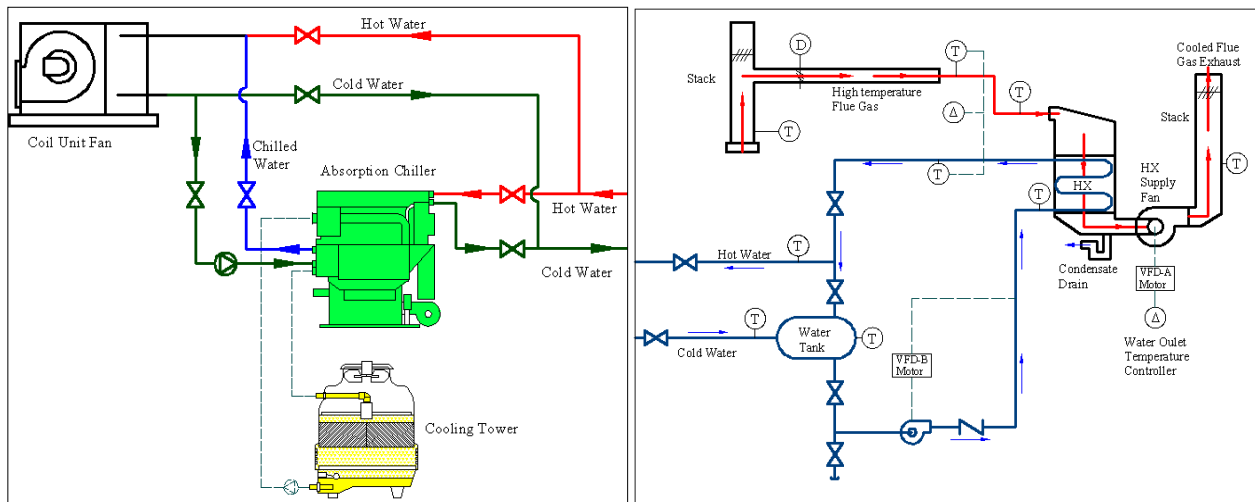 Hot Water
Cold Water
Coil Unit Fan
Chilled
Water
Absorption Chiller
Hot Water
Cold Water
Cooling Tower
Stack
D
T
T
High temperature
Flue Gas
Δ
T
T
T
Cooled Flue
Gas Exhaust
Stack
HX
Supply
Fan
HX
T
T
Hot Water
T
Condensate
Drain
VFD-A
Motor
Δ
Water Oulet
Temperature
Controller
T
Cold Water
Water
Tank
T
VFD-B
Motor